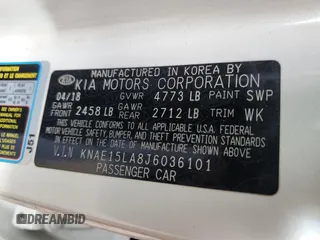 MANUFACTURED IN KOREA BY
KIA KIA MOTORS CORPORATION
04/18 GVWR 4773 LB PAINT SWP
GAWR FRONT 2458 LB GAWR REAR 2712 LB TRIM WK
THIS VEHICLE CONFORMS TO ALL APPLICABLE FEDERAL MOTOR
VEHICLE SAFETY, BUMPER, AND THEFT PREVENTION STANDARDS
IN EFFECT ON THE DATE OF MANUFACTURE SHOWN ABOVE.
V.I.N KNAE15LA8J6036101
PASSENGER CAR
J51
DREAMBID